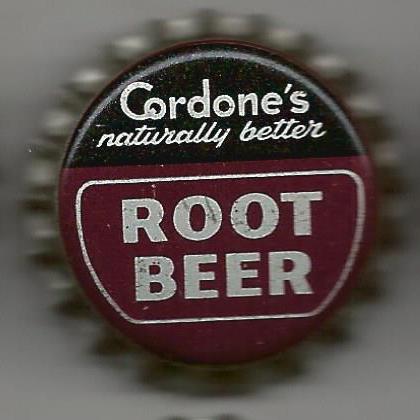 Cordone's
naturally better
ROOT
BEER